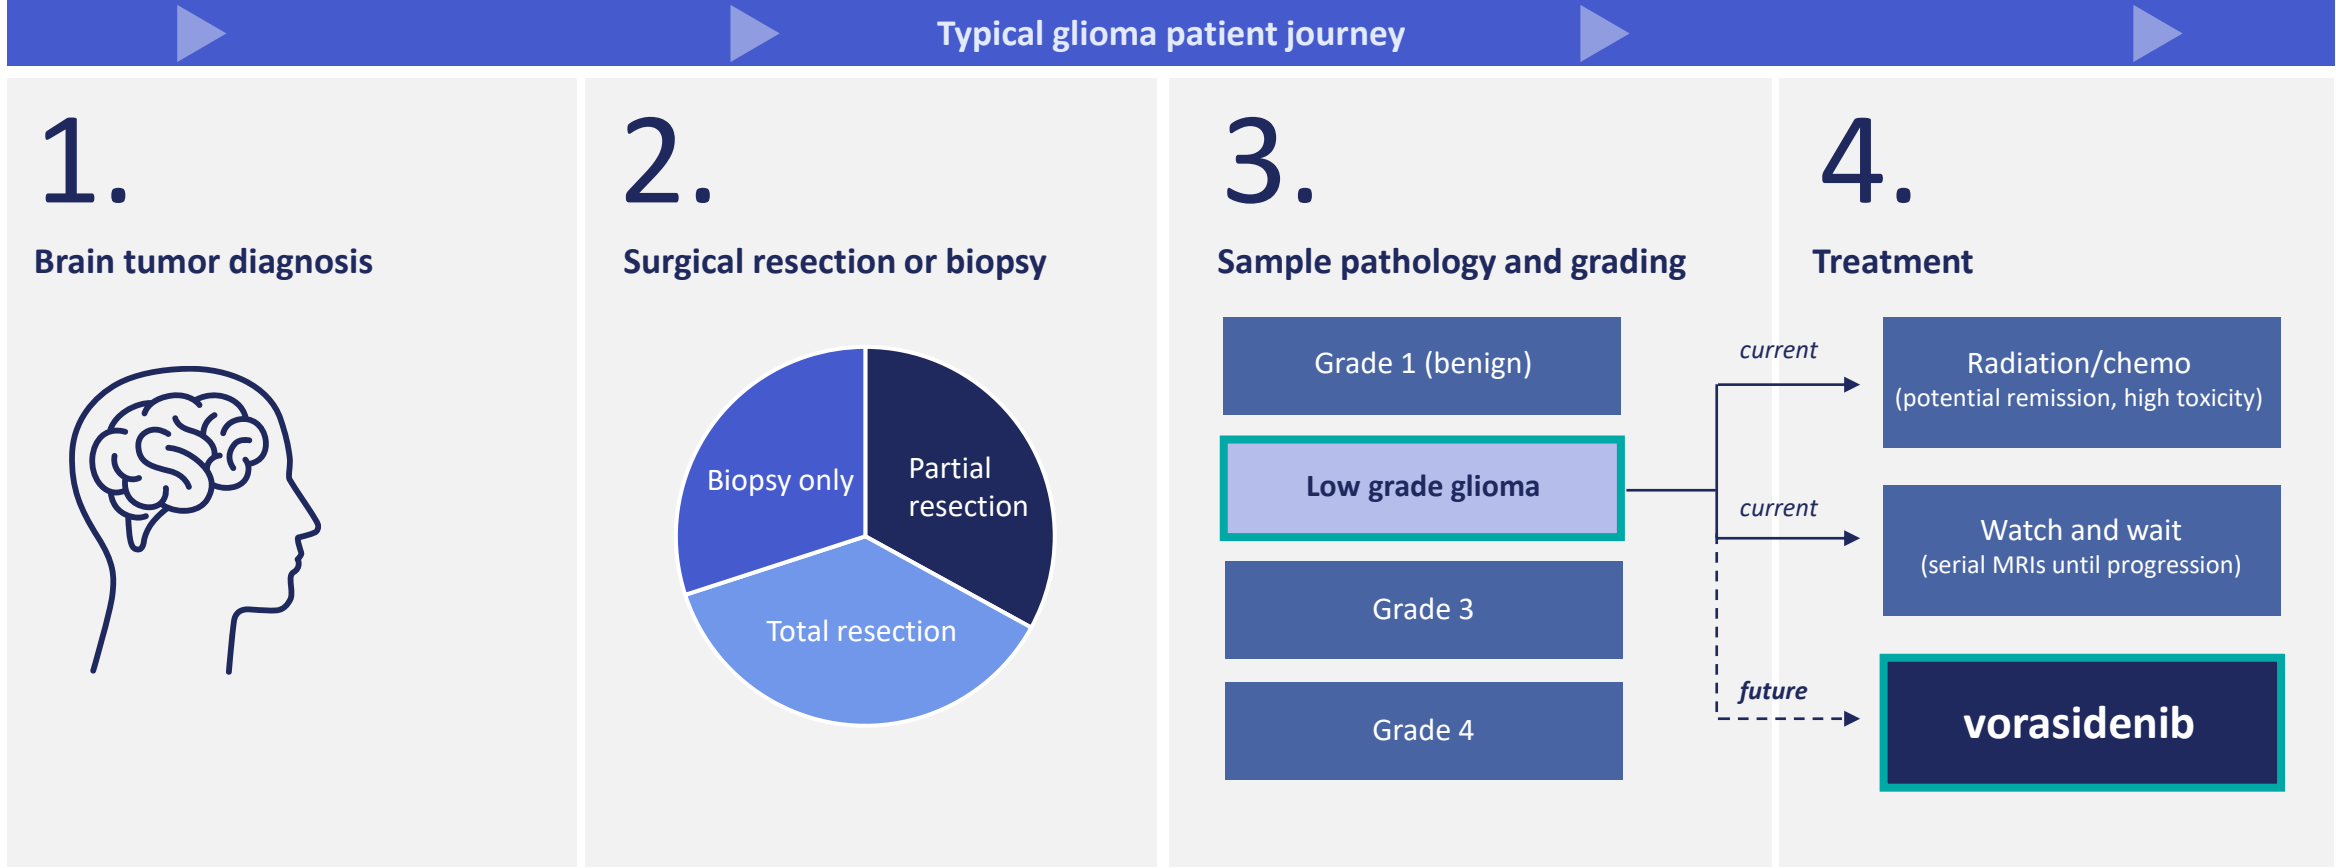 Typical glioma patient journey
1.
Brain tumor diagnosis
2.
Surgical resection or biopsy
Biopsy only
Partial
resection
Total resection
3.
Sample pathology and grading
Grade 1 (benign)
Low grade glioma
Grade 3
Grade 4
4.
Treatment
current
Radiation/chemo
(potential remission, high toxicity)
current
Watch and wait
(serial MRIs until progression)
future
vorasidenib